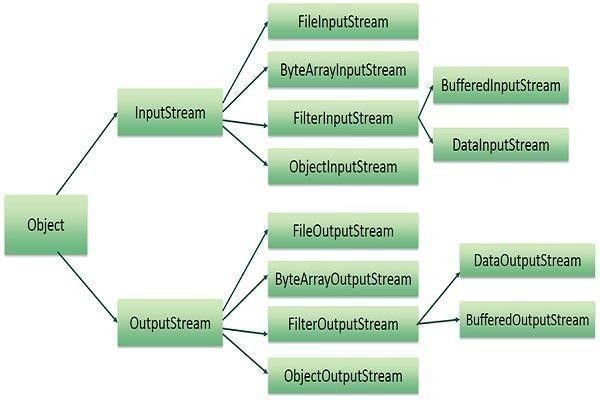 FileInputStream
ByteArrayInputStream
BufferedInputStream
InputStream
FilterInputStream
DataInputStream
ObjectInputStream
Object
FileOutputStream
DataOutputStream
ByteArrayOutputStream
OutputStream
FilterOutputStream
BufferedOutputStream
ObjectOutputStream